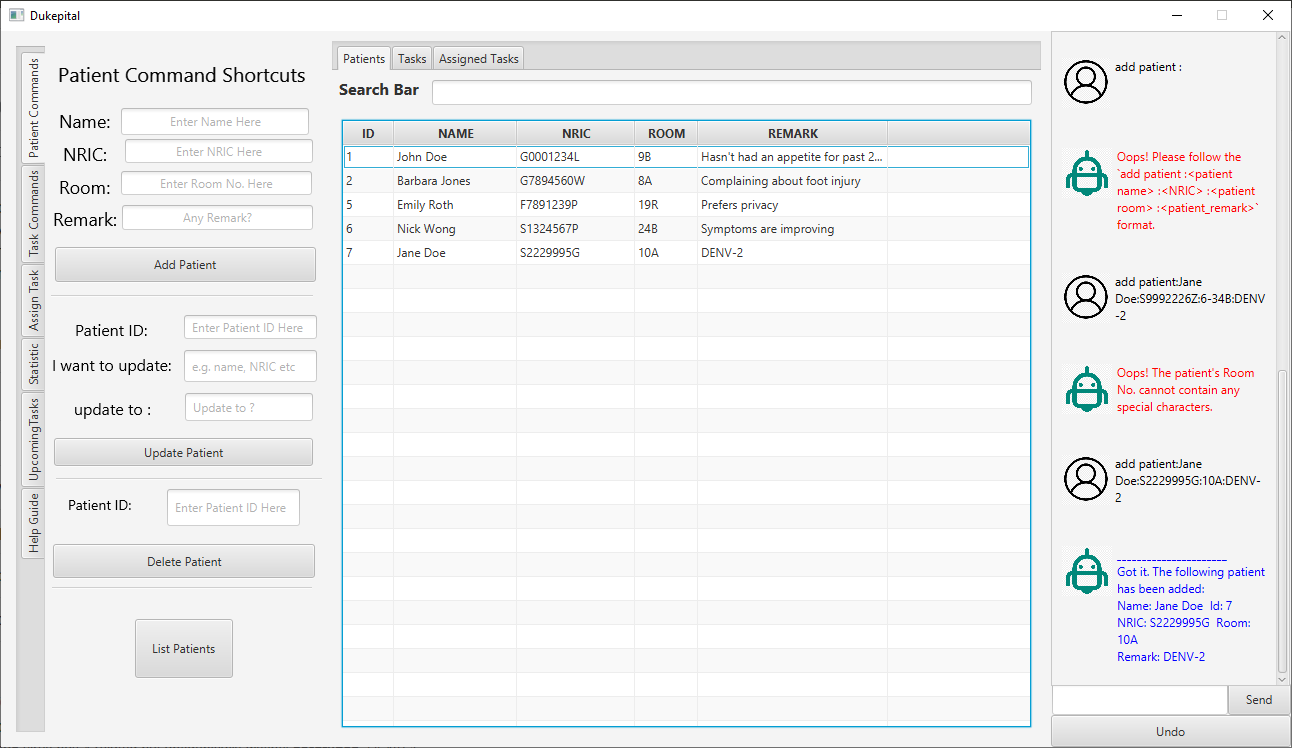 Dukepital
Patient Commands
Task Commands
Assign Task
Statistic
UpcomingTasks
Help Guide
Patient Command Shortcuts
Name: Enter Name Here
NRIC: Enter NRIC Here
Room: Enter Room No. Here
Remark: Any Remark?
Add Patient
Patient ID: Enter Patient ID Here
I want to update: e.g. name, NRIC etc
update to : Update to ?
Update Patient
Patient ID: Enter Patient ID Here
Delete Patient
List Patients
Patients Tasks Assigned Tasks
Search Bar
ID NAME NRIC ROOM REMARK
1 John Doe G0001234L 9B Hasn't had an appetite for past 2...
2 Barbara Jones G7894560W 8A Complaining about foot injury
5 Emily Roth F7891239P 19R Prefers privacy
6 Nick Wong S1324567P 24B Symptoms are improving
7 Jane Doe S2229995G 10A DENV-2
add patient :
Oops! Please follow the
`add patient :<patient
name> :<NRIC> :<patient
room> :<patient_remark>`
format.
add patient:Jane
Doe:S9992226Z:6-34B:DENV
-2
Oops! The patient's Room
No. cannot contain any
special characters.
add patient:Jane
Doe:S2229995G:10A:DENV-
2
______________________
Got it. The following patient
has been added:
Name: Jane Doe Id: 7
NRIC: S2229995G Room:
10A
Remark: DENV-2
Send
Undo